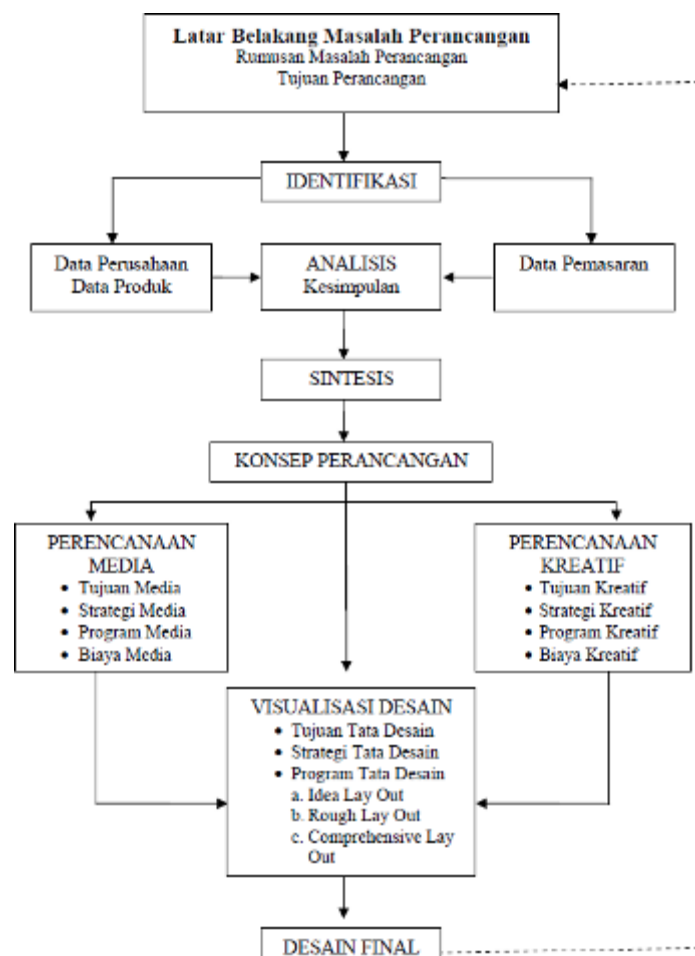 Latar Belakang Masalah Perancangan
Rumusan Masalah Perancangan
Tujuan Perancangan
IDENTIFIKASI
Data Perusahaan
Data Produk
ANALISIS
Kesimpulan
Data Pemasaran
SINTESIS
KONSEP PERANCANGAN
PERENCANAAN
MEDIA
• Tujuan Media
• Strategi Media
• Program Media
• Biaya Media
PERENCANAAN
KREATIF
• Tujuan Kreatif
• Strategi Kreatif
• Program Kreatif
• Biaya Kreatif
VISUALISASI DESAIN
• Tujuan Tata Desain
• Strategi Tata Desain
• Program Tata Desain
a. Idea Lay Out
b. Rough Lay Out
c. Comprehensive Lay
Out
DESAIN FINAL